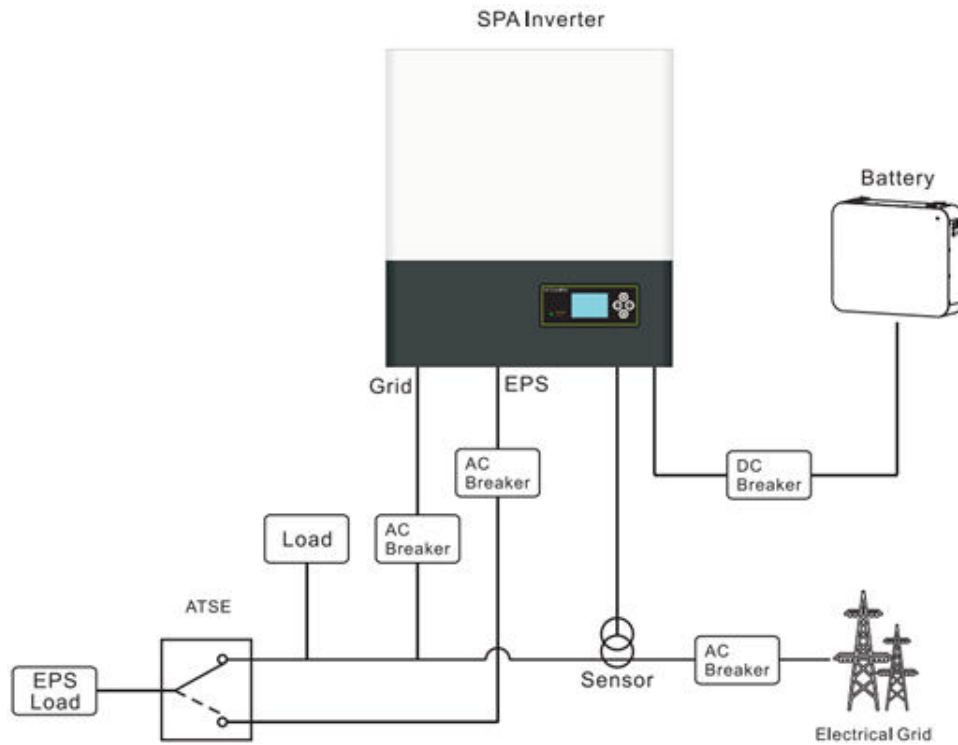 SPA Inverter
Battery
Grid
EPS
AC
Breaker
DC
Breaker
Load
AC
Breaker
ATSE
EPS
Load
Sensor
AC
Breaker
Electrical Grid